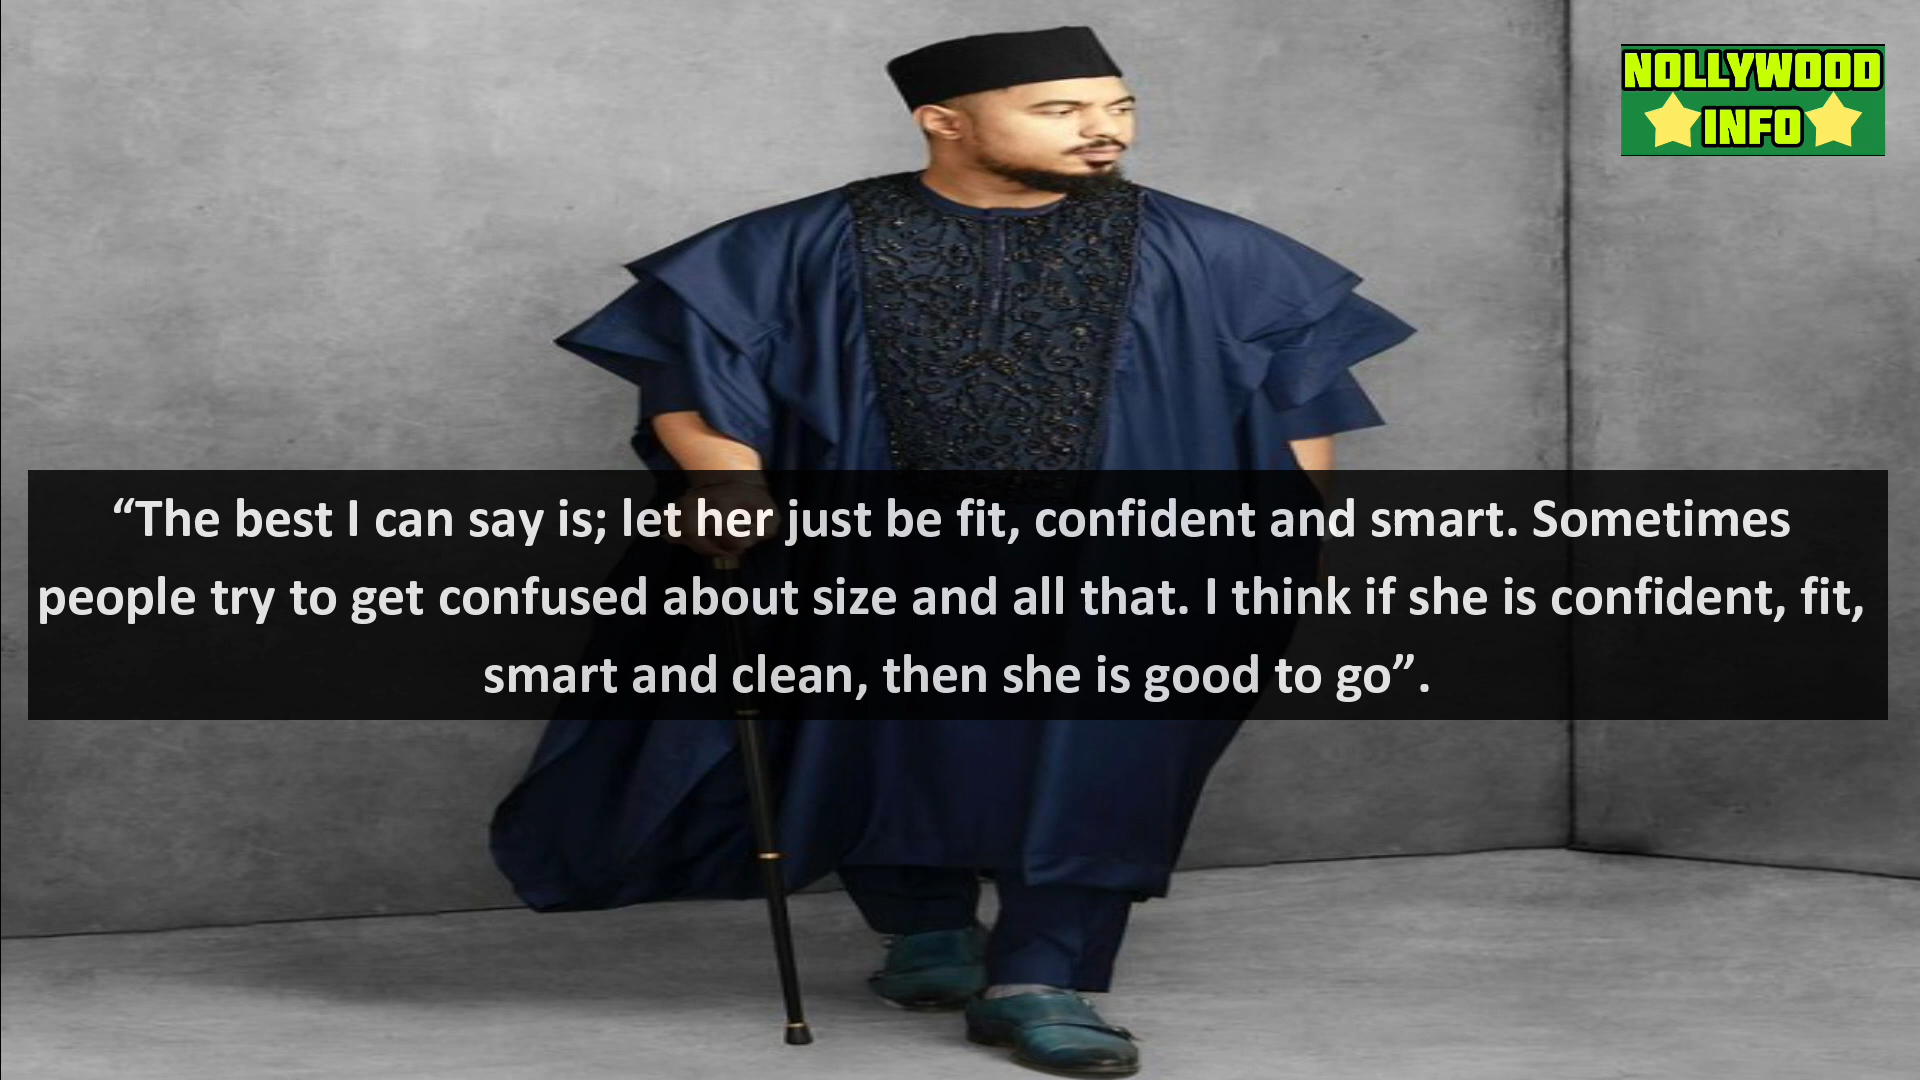 NOLLYWOOD
INFO
“The best I can say is; let her just be fit, confident and smart. Sometimes
people try to get confused about size and all that. I think if she is confident, fit,
smart and clean, then she is good to go”.